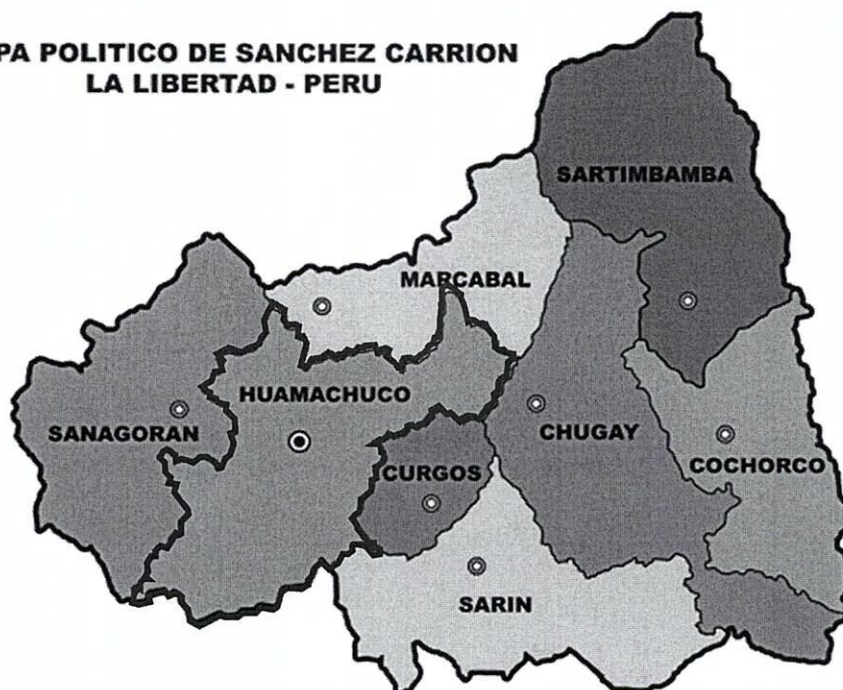 PA POLITICO DE SANCHEZ CARRION
LA LIBERTAD - PERU
SARTIMBAMBA
MARCABAL
HUAMACHUCO
SANAGORAN
CURGOS
CHUGAY
COCHORCO
SARIN